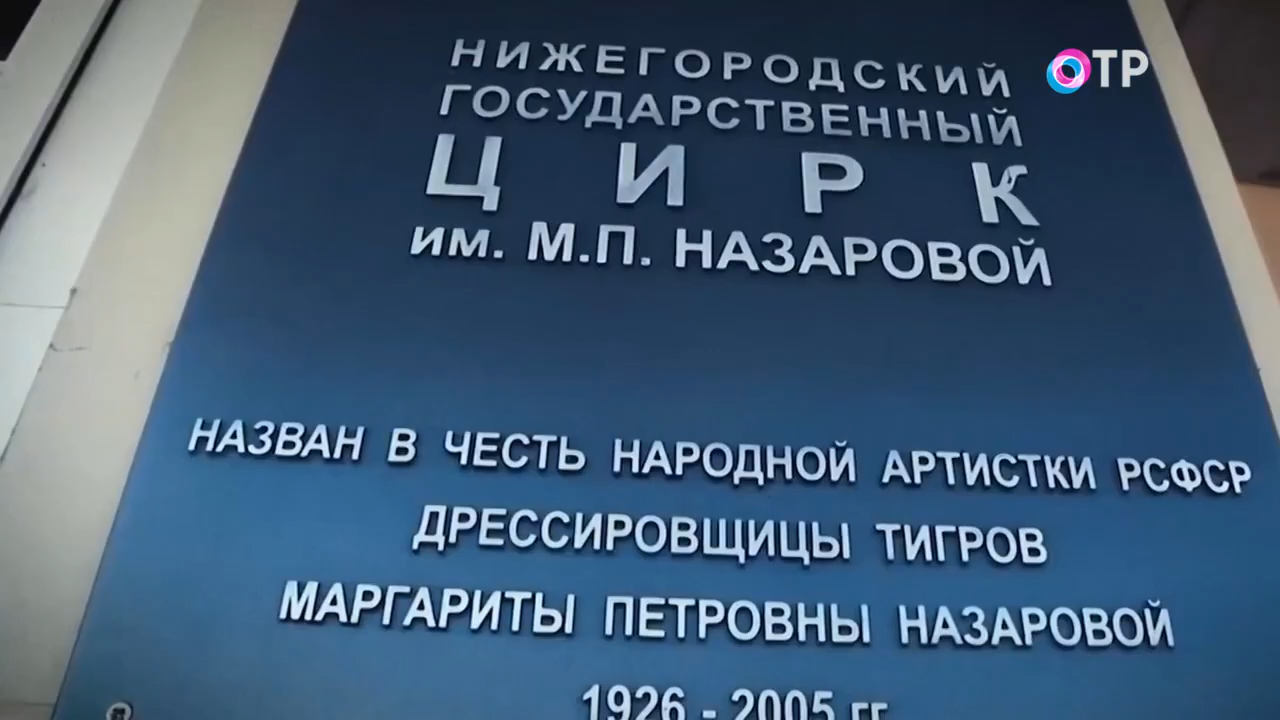 НИЖЕГОРОДСКИЙ
ГОСУДАРСТВЕННЫЙ
ЦИРК
им. М.П. НАЗАРОВОЙ
НАЗВАН В ЧЕСТЬ НАРОДНОЙ АРТИСТКИ РСФСР
ДРЕССИРОВЩИЦЫ ТИГРОВ
МАРГАРИТЫ ПЕТРОВНЫ НАЗАРОВОЙ
1926 - 2005 гг
ОТР